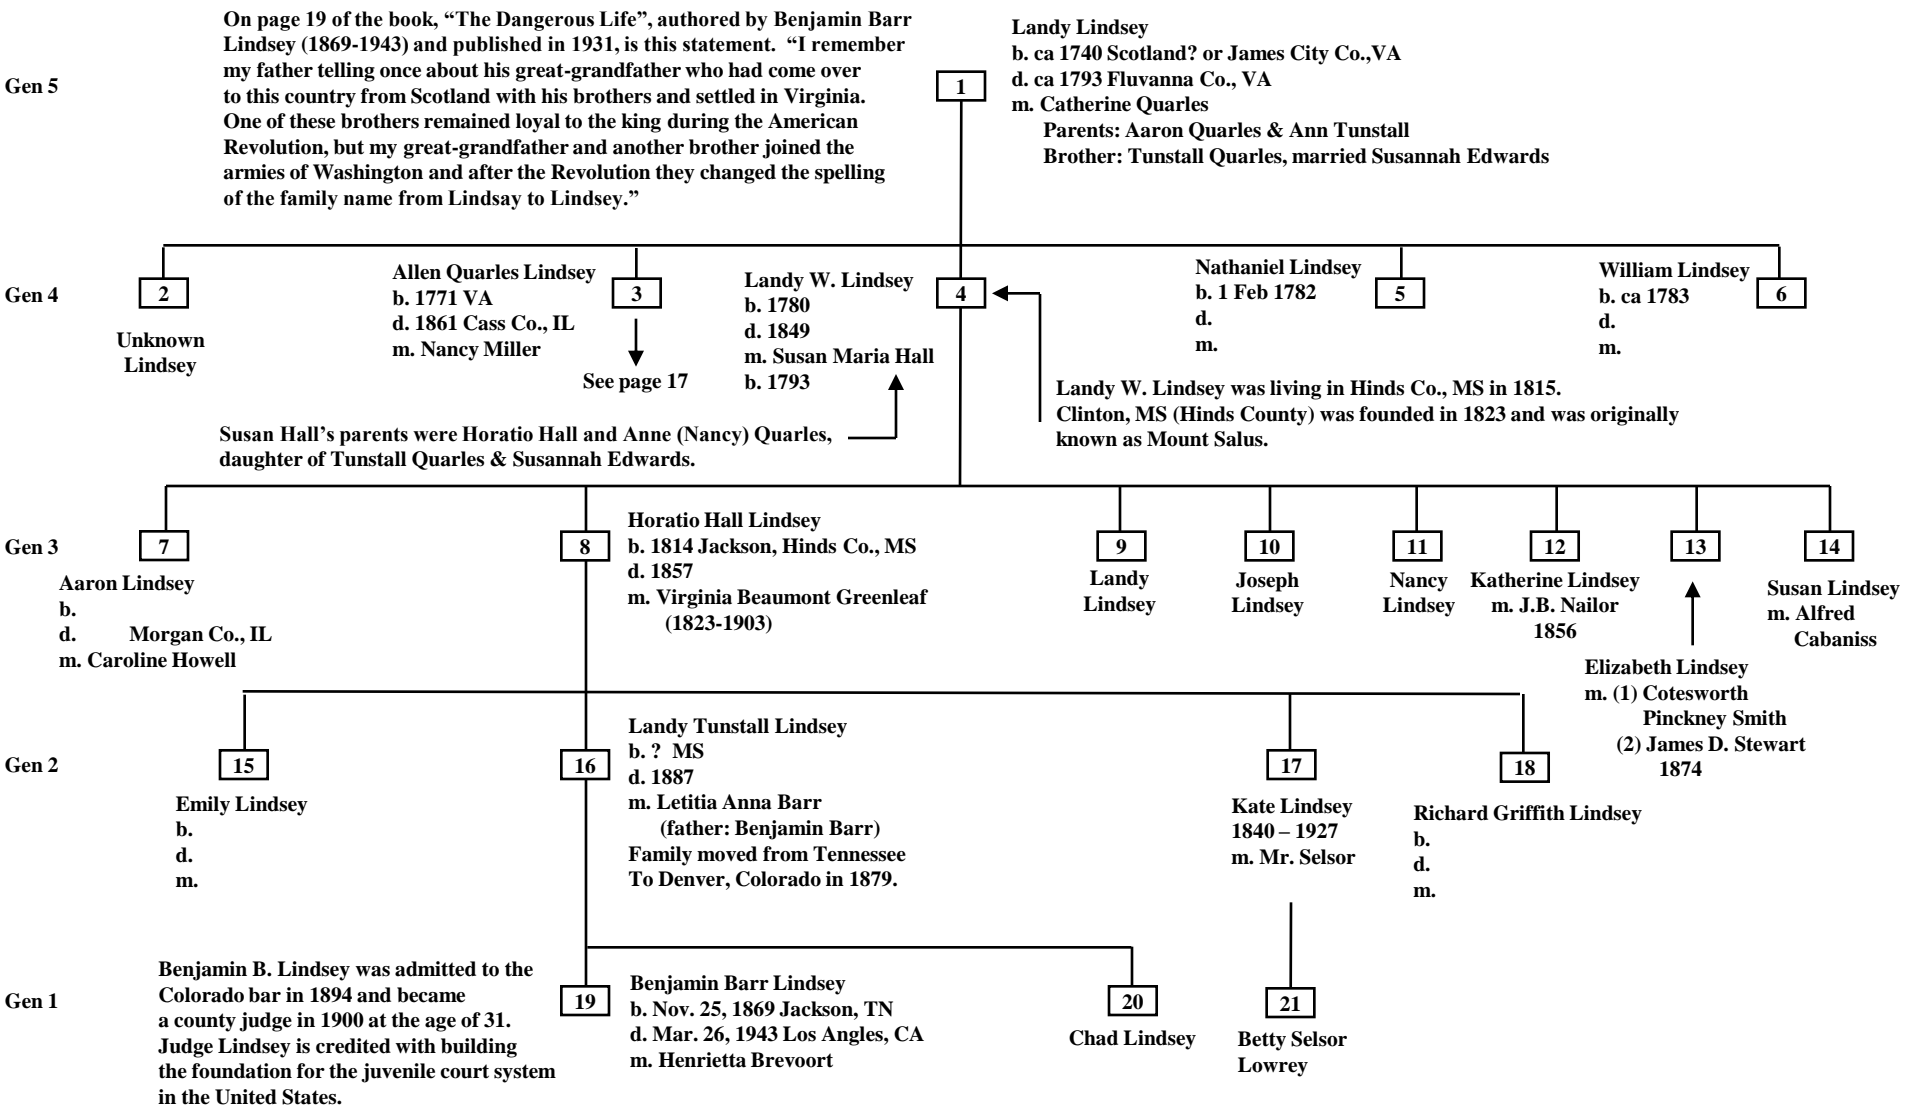 On page 19 of the book, “The Dangerous Life”, authored by Benjamin Barr
Lindsey (1869-1943) and published in 1931, is this statement. “I remember
my father telling once about his great-grandfather who had come over
to this country from Scotland with his brothers and settled in Virginia.
One of these brothers remained loyal to the king during the American
Revolution, but my great-grandfather and another brother joined the
armies of Washington and after the Revolution they changed the spelling
of the family name from Lindsay to Lindsey.”
Gen 5
1
Landy Lindsey
b. ca 1740 Scotland? or James City Co.,VA
d. ca 1793 Fluvanna Co., VA
m. Catherine Quarles
Parents: Aaron Quarles & Ann Tunstall
Brother: Tunstall Quarles, married Susannah Edwards
Gen 4
2
Unknown
Lindsey
Allen Quarles Lindsey
b. 1771 VA
d. 1861 Cass Co., IL
m. Nancy Miller
3
See page 17
Landy W. Lindsey
b. 1780
d. 1849
m. Susan Maria Hall
b. 1793
4
Nathaniel Lindsey
b. 1 Feb 1782
d.
m.
5
William Lindsey
b. ca 1783
d.
m.
6
Landy W. Lindsey was living in Hinds Co., MS in 1815.
Clinton, MS (Hinds County) was founded in 1823 and was originally
known as Mount Salus.
Susan Hall’s parents were Horatio Hall and Anne (Nancy) Quarles,
daughter of Tunstall Quarles & Susannah Edwards.
Gen 3
7
Aaron Lindsey
b.
d. Morgan Co., IL
m. Caroline Howell
8
Horatio Hall Lindsey
b. 1814 Jackson, Hinds Co., MS
d. 1857
m. Virginia Beaumont Greenleaf
(1823-1903)
9
Landy
Lindsey
10
Joseph
Lindsey
11
Nancy
Lindsey
12
Katherine Lindsey
m. J.B. Nailor
1856
13
Elizabeth Lindsey
m. (1) Cotesworth
Pinckney Smith
(2) James D. Stewart
1874
14
Susan Lindsey
m. Alfred
Cabaniss
Gen 2
15
Emily Lindsey
b.
d.
m.
16
Landy Tunstall Lindsey
b. ? MS
d. 1887
m. Letitia Anna Barr
(father: Benjamin Barr)
Family moved from Tennessee
To Denver, Colorado in 1879.
17
Kate Lindsey
1840 – 1927
m. Mr. Selsor
18
Richard Griffith Lindsey
b.
d.
m.
Gen 1
Benjamin B. Lindsey was admitted to the
Colorado bar in 1894 and became
a county judge in 1900 at the age of 31.
Judge Lindsey is credited with building
the foundation for the juvenile court system
in the United States.
19
Benjamin Barr Lindsey
b. Nov. 25, 1869 Jackson, TN
d. Mar. 26, 1943 Los Angles, CA
m. Henrietta Brevoort
20
Chad Lindsey
21
Betty Selsor
Lowrey